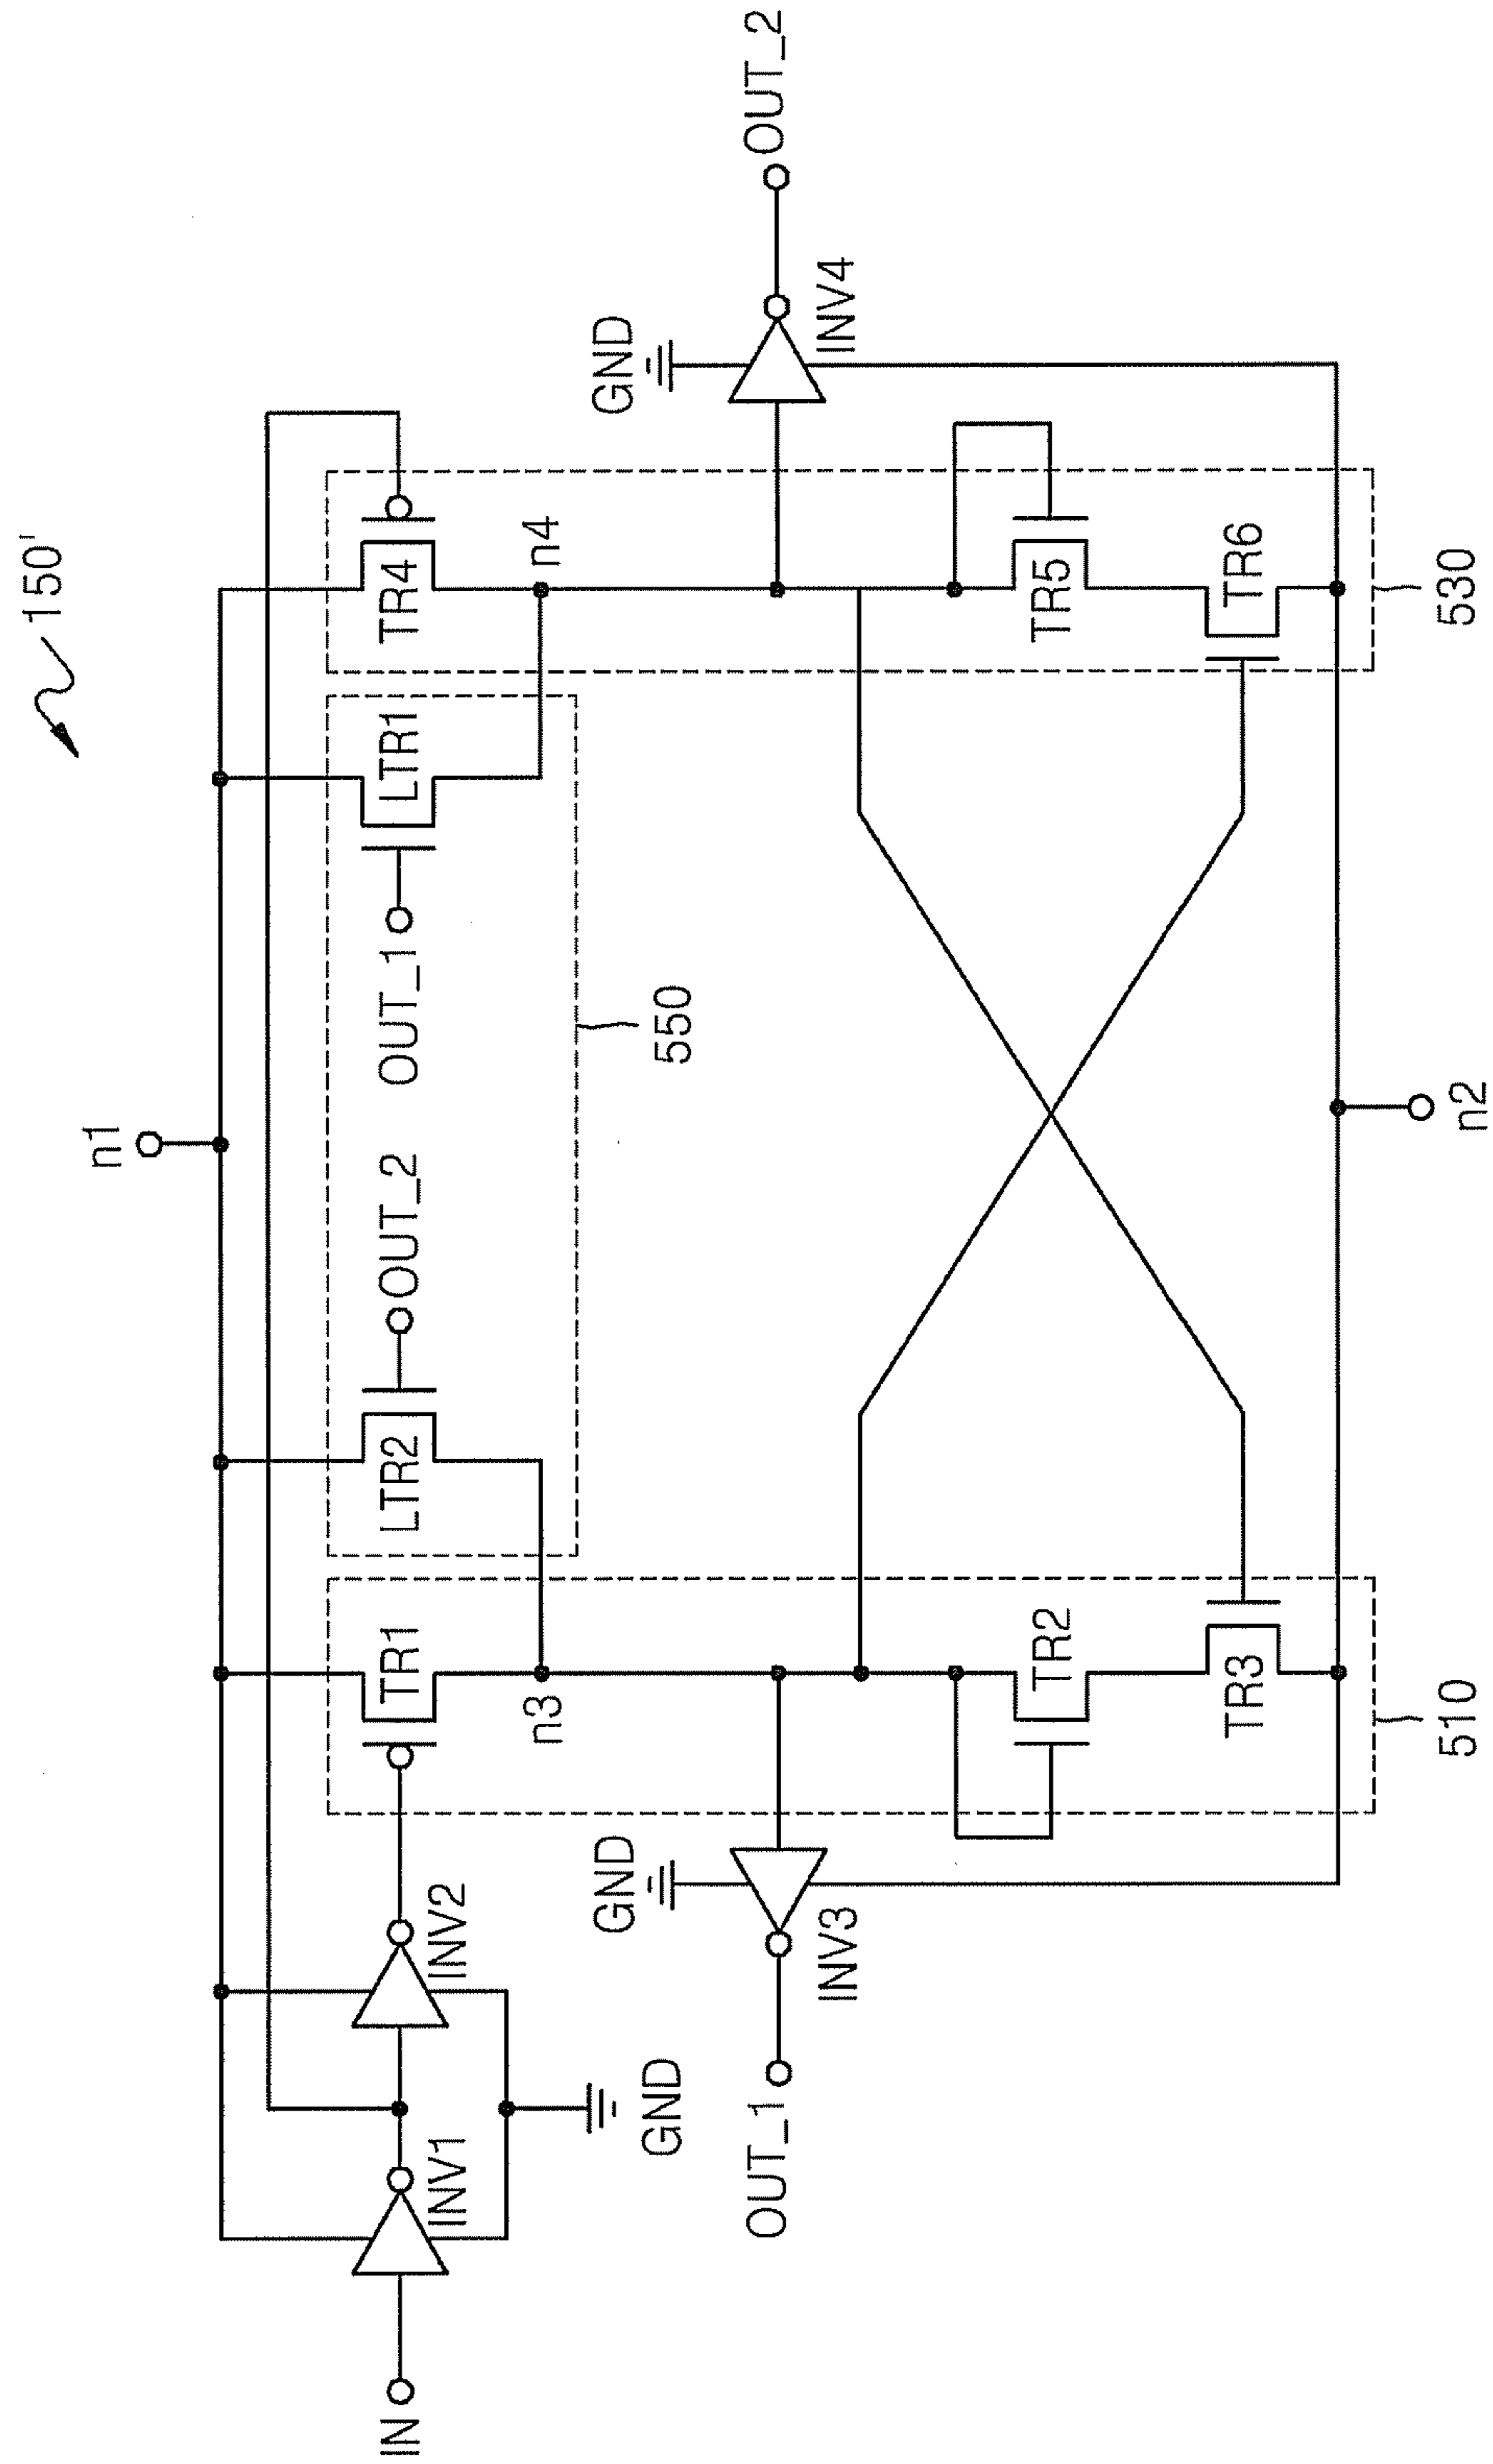 150'
n1
IN
INV1
INV2
GND
TR1
LTR2
OUT_2
OUT_1
LTR1
TR4
n3
n4
550
GND
GND
OUT_1
INV3
INV4
OUT_2
TR2
TR5
TR3
TR6
510
n2
530